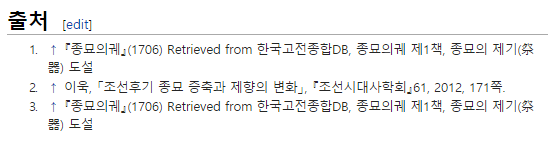 출처 [edit]
1. ↑ 『종묘의궤』(1706) Retrieved from 한국고전종합DB, 종묘의궤 제1책, 종묘의 제기(祭
器) 도설
2. ↑ 이욱, 「조선후기 종묘 증축과 제향의 변화」, 『조선시대사학회』61, 2012, 171쪽.
3. ↑ 『종묘의궤』(1706) Retrieved from 한국고전종합DB, 종묘의궤 제1책, 종묘의 제기(祭
器) 도설